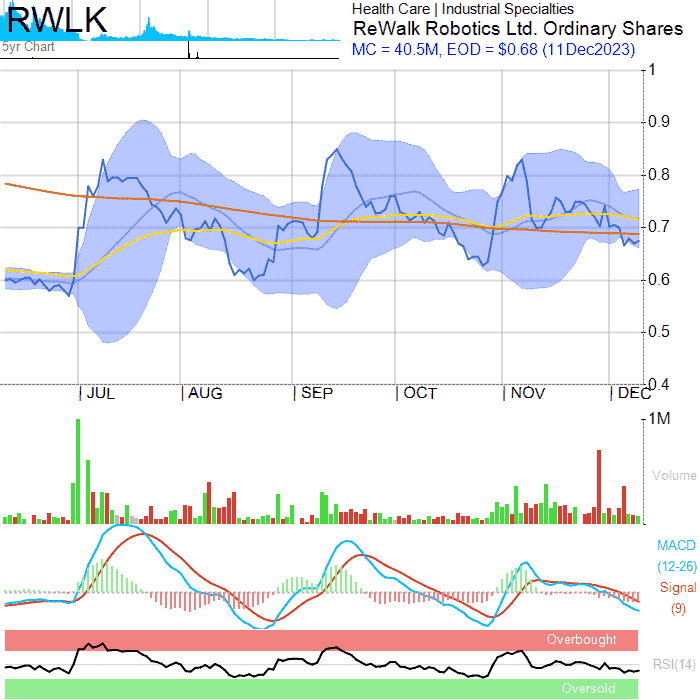 RWLK
5yr Chart
Health Care | Industrial Specialties
ReWalk Robotics Ltd. Ordinary Shares
MC = 40.5M, EOD = $0.68 (11Dec2023)
1
0.9
0.8
0.7
0.6
0.5
0.4
| JUL | AUG | SEP | OCT | NOV | DEC
1M
Volume
MACD
(12-26)
Signal
(9)
Overbought
RSI(14)
Oversold